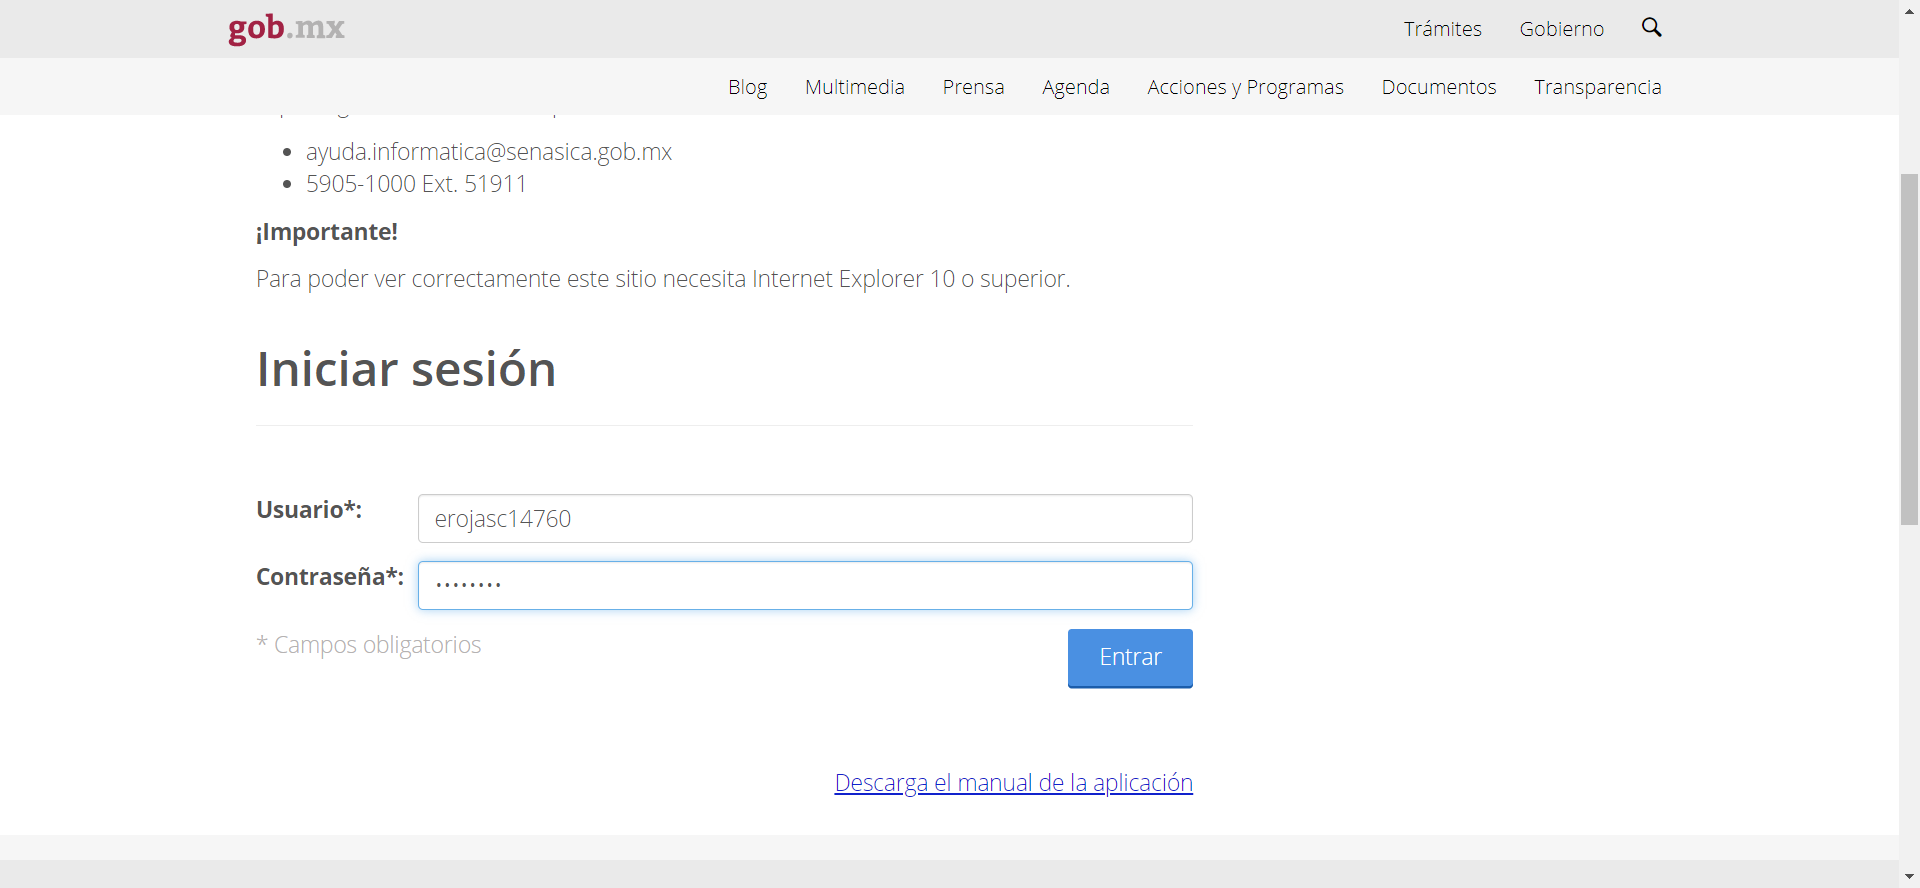 gob.mx
Trámites Gobierno
Blog Multimedia Prensa Agenda Acciones y Programas Documentos Transparencia
ayuda.informatica@senasica.gob.mx
5905-1000 Ext. 51911
¡Importante!
Para poder ver correctamente este sitio necesita Internet Explorer 10 o superior.
Iniciar sesión
Usuario*: erojasc14760
Contraseña*: ········
* Campos obligatorios
Entrar
Descarga el manual de la aplicación